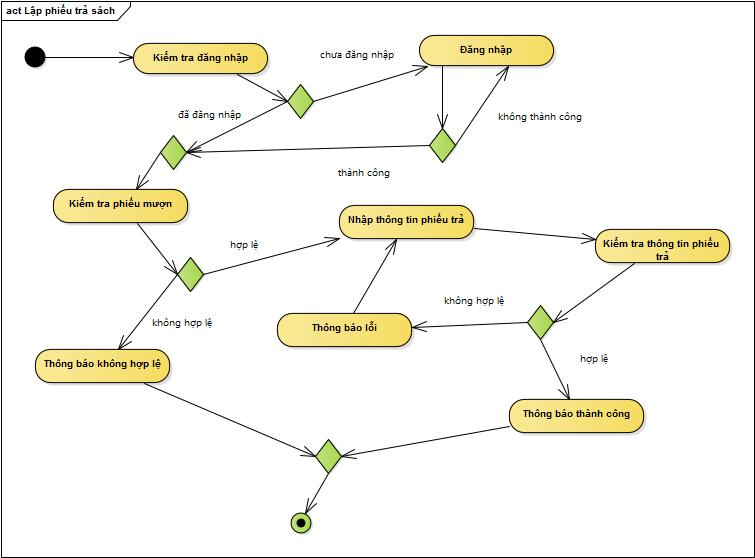 act Lập phiếu trả sách
Kiểm tra đăng nhập
chưa đăng nhập
Đăng nhập
đã đăng nhập
không thành công
thành công
Kiểm tra phiếu mượn
Nhập thông tin phiếu trả
Kiểm tra thông tin phiếu
trả
hợp lệ
không hợp lệ
Thông báo lỗi
không hợp lệ
Thông báo không hợp lệ
hợp lệ
Thông báo thành công